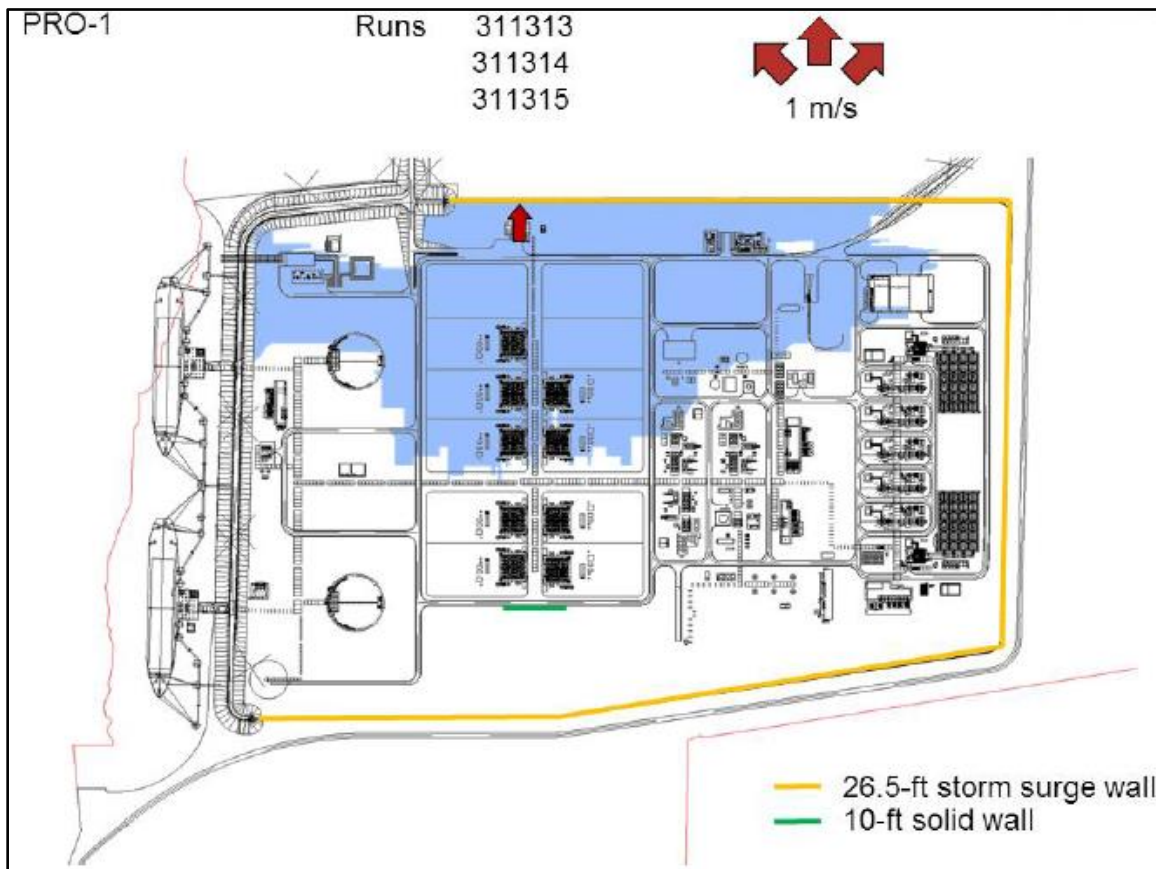 PRO-1
Runs 311313
311314
311315
1 m/s
26.5-ft storm surge wall
10-ft solid wall